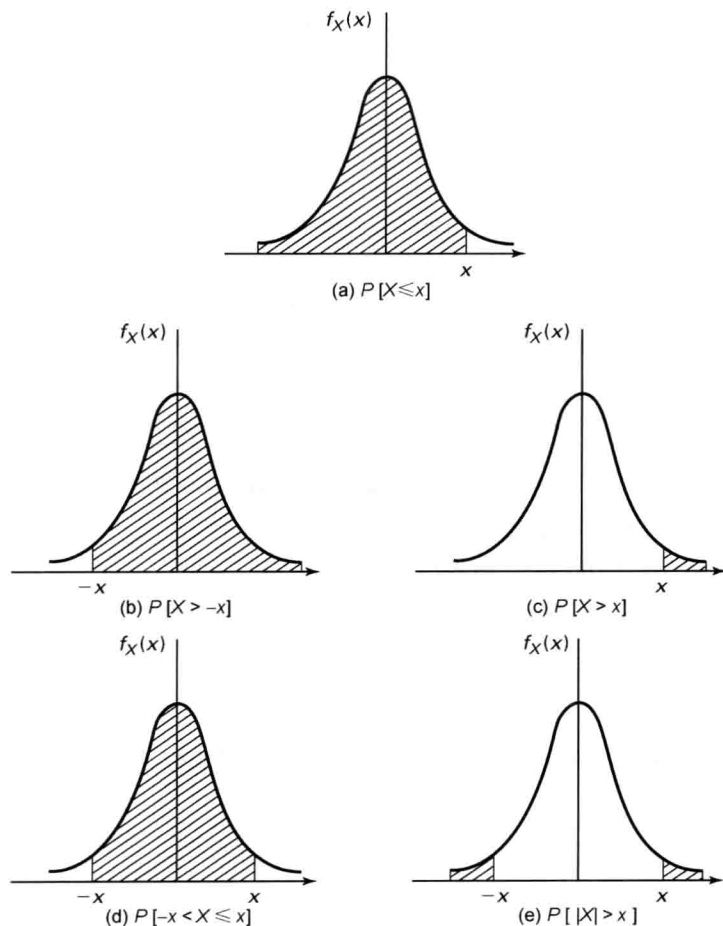 f_X(x)
x
(a) P [X⩽x]
f_X(x)
−x
(b) P [X > −x]
f_X(x)
x
(c) P [X > x]
f_X(x)
−x x
(d) P [−x < X ⩽ x]
f_X(x)
−x x
(e) P [ |X| > x ]